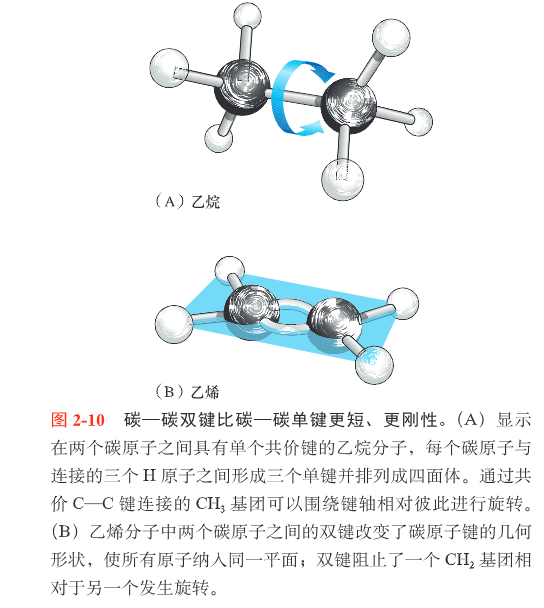 （A）乙烷
（B）乙烯
图 2-10 碳—碳双键比碳—碳单键更短、更刚性。（A）显示
在两个碳原子之间具有单个共价键的乙烷分子，每个碳原子与
连接的三个 H 原子之间形成三个单键并排列成四面体。通过共
价 C—C 键连接的 CH₃ 基团可以围绕键轴相对彼此进行旋转。
（B）乙烯分子中两个碳原子之间的双键改变了碳原子键的几何
形状，使所有原子纳入同一平面；双键阻止了一个 CH₂ 基团相
对于另一个发生旋转。